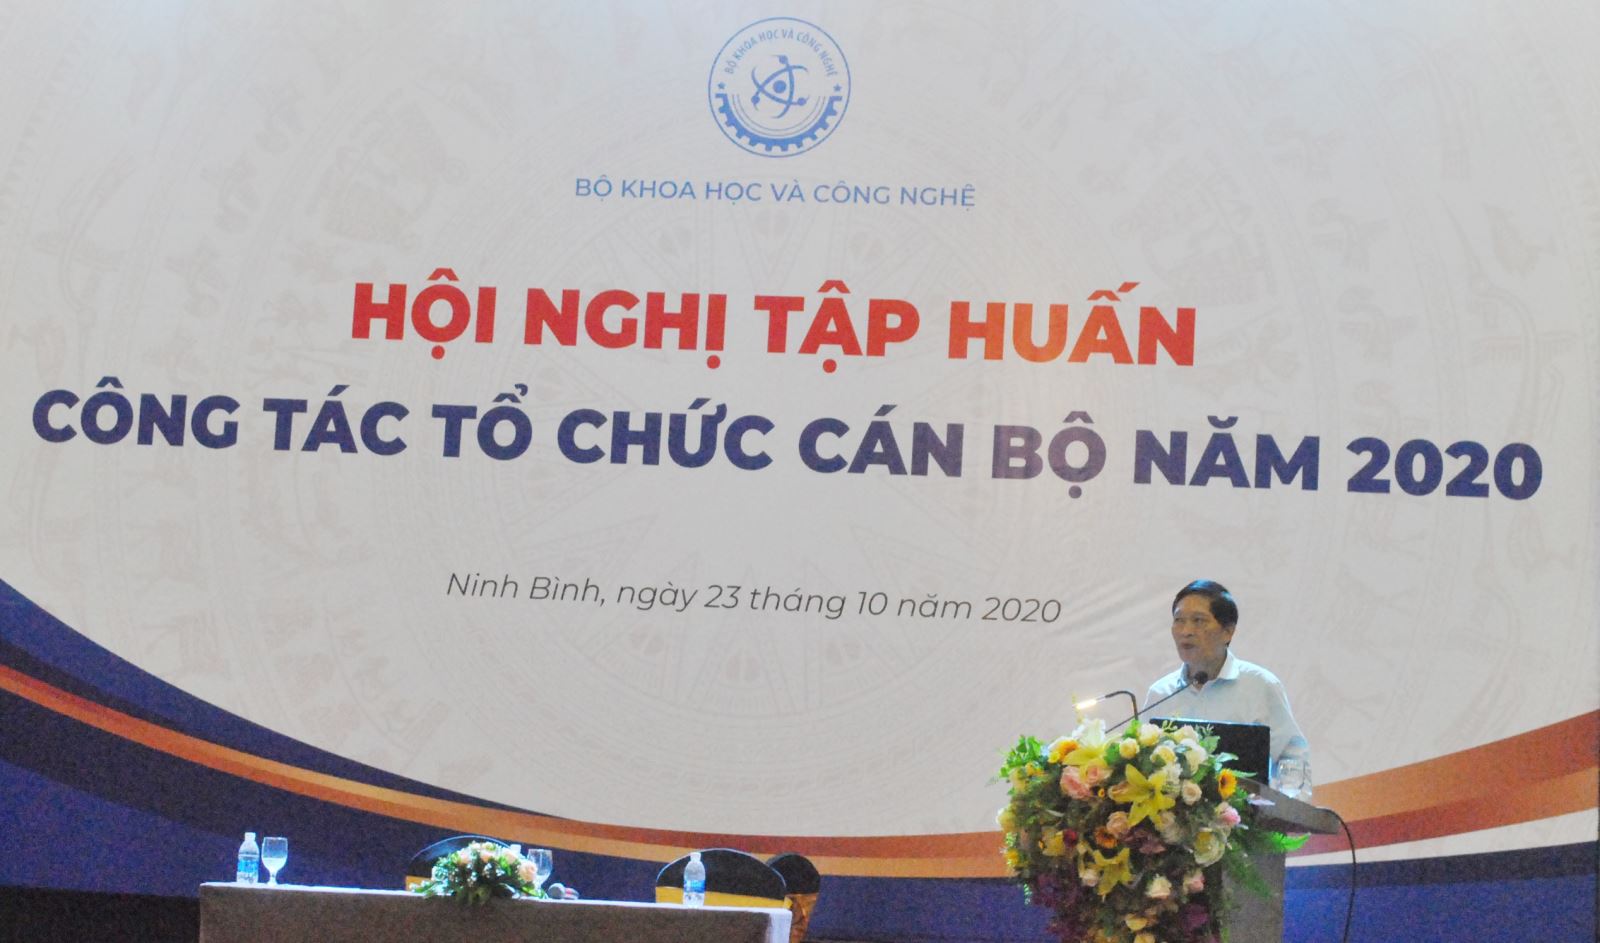 BỘ KHOA HỌC VÀ CÔNG NGHỆ
BỘ KHOA HỌC VÀ CÔNG NGHỆ
HỘI NGHỊ TẬP HUẤN
CÔNG TÁC TỔ CHỨC CÁN BỘ NĂM 2020
Ninh Bình, ngày 23 tháng 10 năm 2020